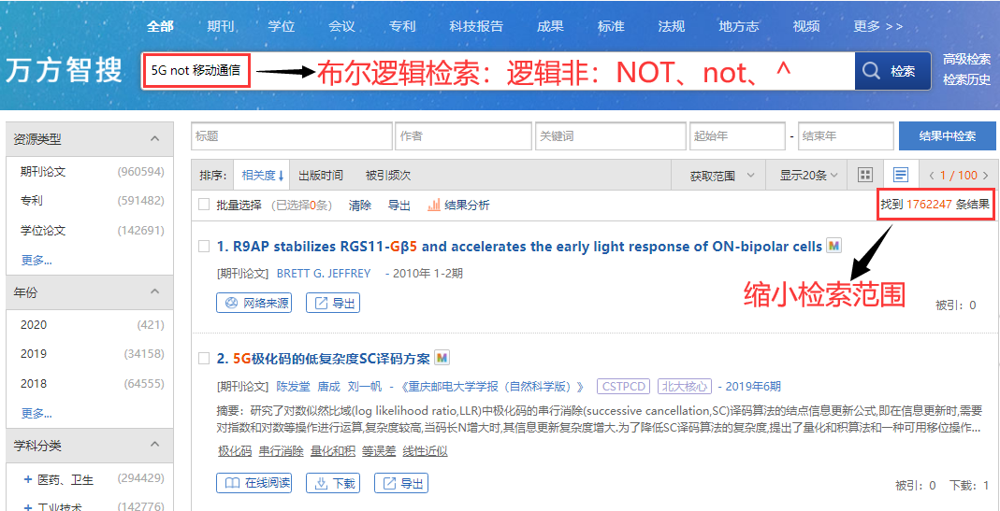 全部 期刊 学位 会议 专利 科技报告 成果 标准 法规 地方志 视频 更多 >>
万方智搜
5G not 移动通信
布尔逻辑检索：逻辑非：NOT、not、^
检索
高级检索
检索历史
资源类型
期刊论文 (960594)
专利 (591482)
学位论文 (142691)
更多...
年份
2020 (421)
2019 (34158)
2018 (64555)
更多...
学科分类
+ 医药、卫生 (294429)
+ 工业技术 (142776)
标题 作者 关键词 起始年 - 结束年 结果中检索
排序: 相关度↓ 出版时间 被引频次 获取范围 显示20条 < 1 / 100 >
批量选择 (已选择0条) 清除 导出 结果分析 找到 1762247 条结果
缩小检索范围
1. R9AP stabilizes RGS11-Gβ5 and accelerates the early light response of ON-bipolar cells M
[期刊论文] BRETT G. JEFFREY - 2010年 1-2期
网络来源 导出 被引：0
2. 5G极化码的低复杂度SC译码方案 M
[期刊论文] 陈发堂 唐成 刘一帆 - 《重庆邮电大学学报（自然科学版）》 CSTPCD 北大核心 - 2019年6期
摘要：研究了对数似然比域(log likelihood ratio,LLR)中极化码的串行消除(successive cancellation,SC)译码算法的结点信息更新公式,即在信息更新时,需要
对指数和对数等操作进行运算,复杂度较高,当码长N增大时,其信息更新复杂度增大.为了降低SC译码算法的复杂度,提出了量化和积算法和一种可用移位操作...
极化码 串行消除 量化和积 等误差 线性近似
在线阅读 下载 导出 被引：0 下载：1